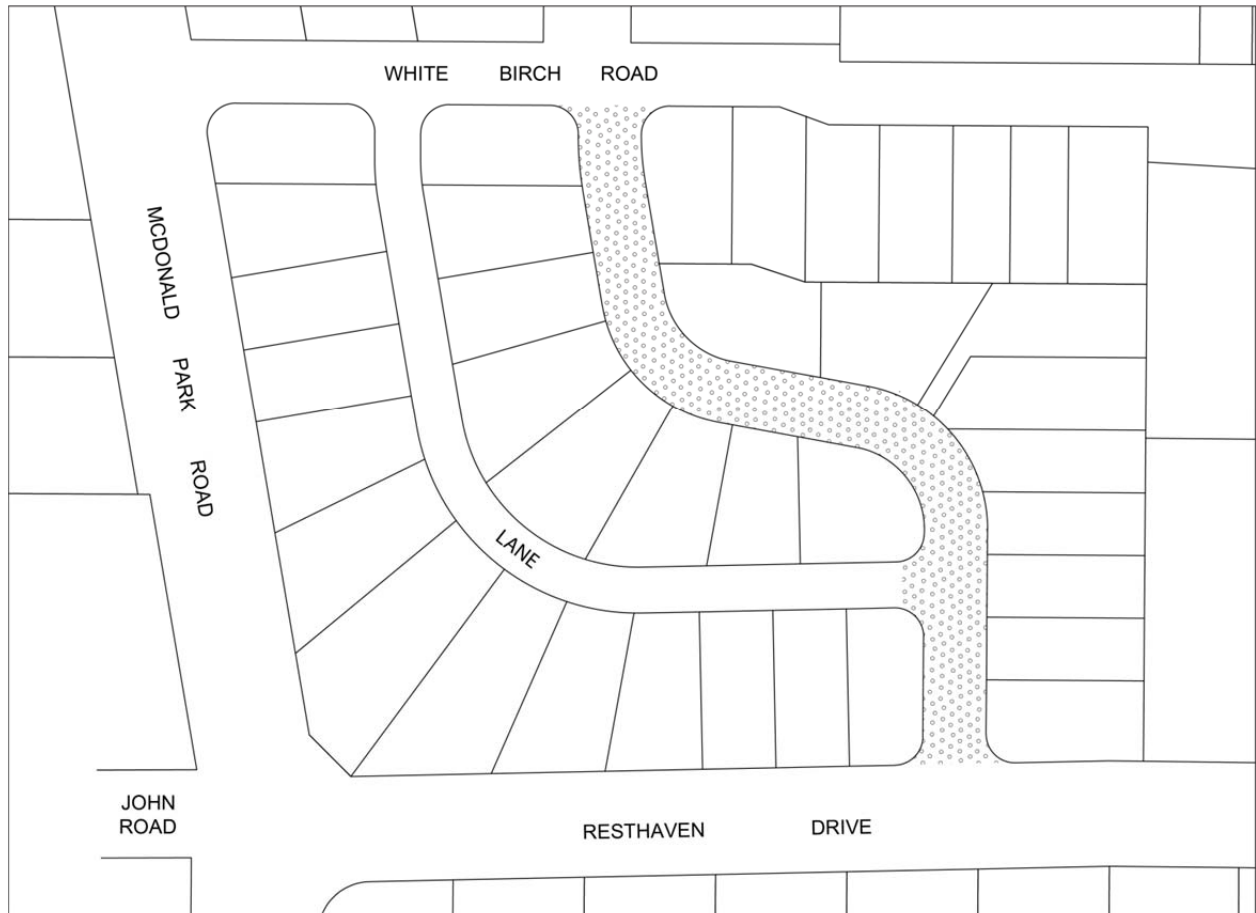 WHITE BIRCH ROAD
MCDONALD PARK ROAD
LANE
JOHN
ROAD
RESTHAVEN DRIVE